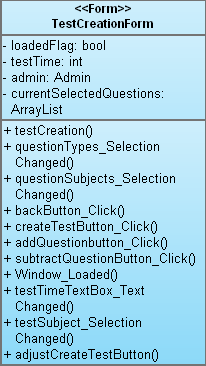 <<Form>>
TestCreationForm
- loadedFlag: bool
- testTime: int
- admin: Admin
- currentSelectedQuestions:
ArrayList
+ testCreation()
+ questionTypes_Selection
Changed()
+ questionSubjects_Selection
Changed()
+ backButton_Click()
+ createTestButton_Click()
+ addQuestionbutton_Click()
+ subtractQuestionButton_Click()
+ Window_Loaded()
+ testTimeTextBox_Text
Changed()
+ testSubject_Selection
Changed()
+ adjustCreateTestButton()